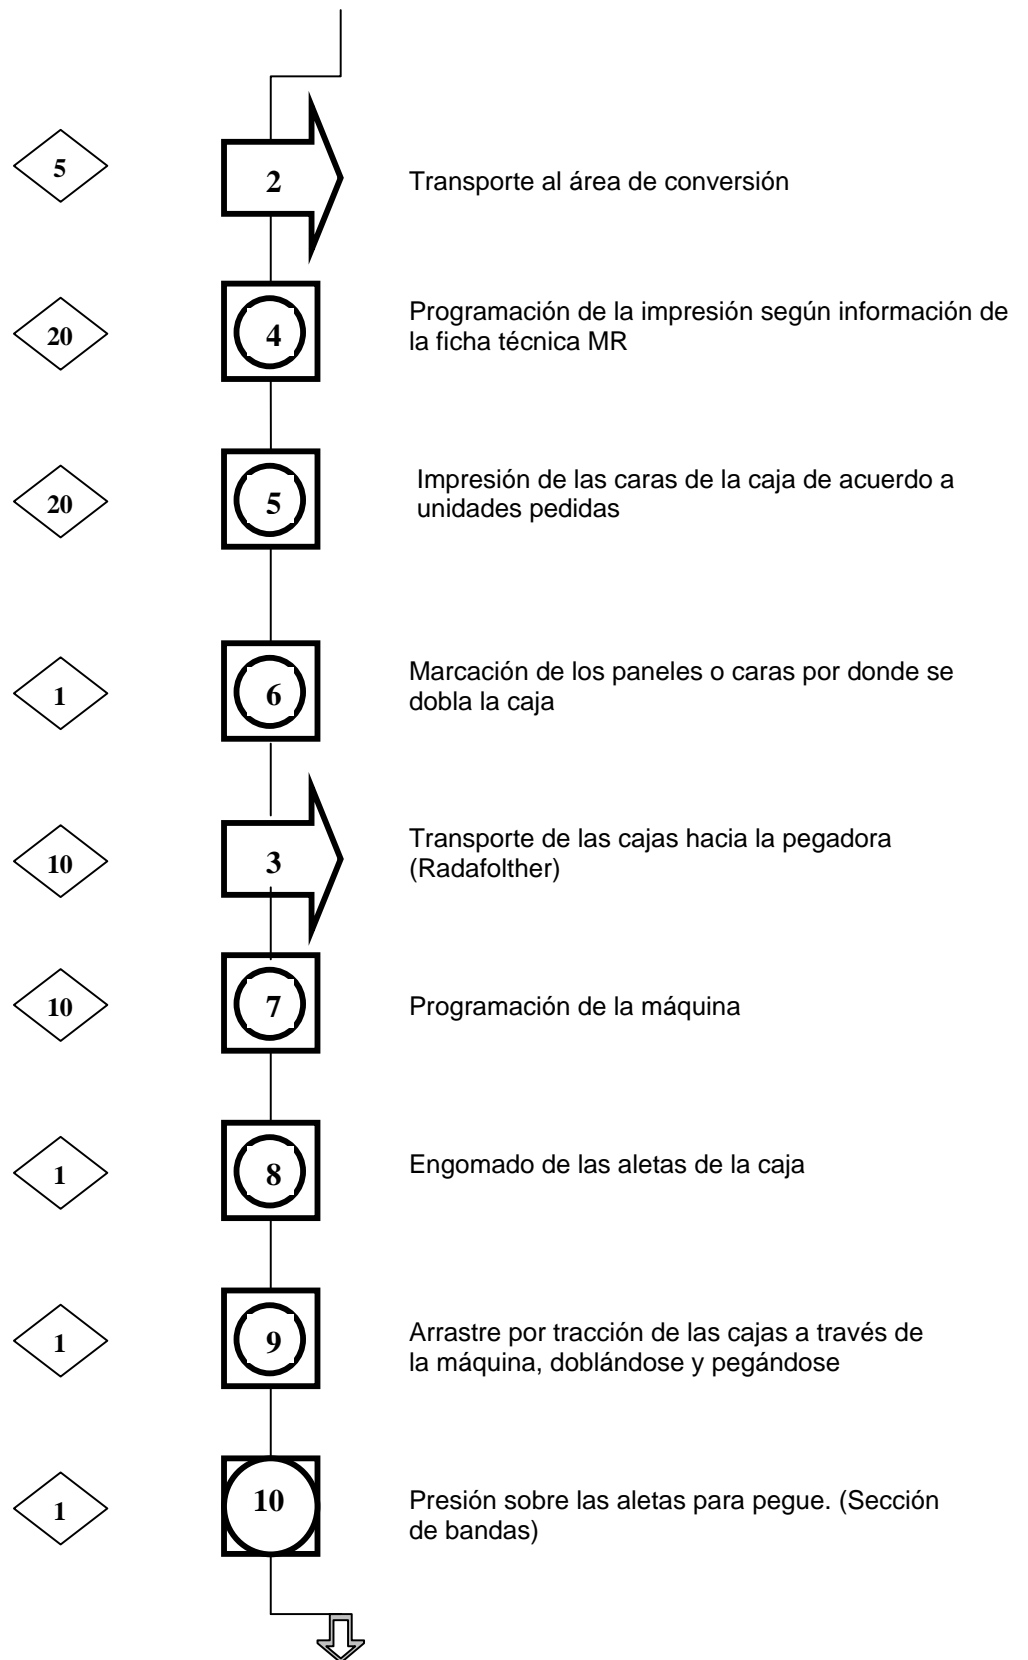 5
2
Transporte al área de conversión
20
4
Programación de la impresión según información de
la ficha técnica MR
20
5
Impresión de las caras de la caja de acuerdo a
unidades pedidas
1
6
Marcación de los paneles o caras por donde se
dobla la caja
10
3
Transporte de las cajas hacia la pegadora
(Radafolther)
10
7
Programación de la máquina
1
8
Engomado de las aletas de la caja
1
9
Arrastre por tracción de las cajas a través de
la máquina, doblándose y pegándose
1
10
Presión sobre las aletas para pegue. (Sección
de bandas)